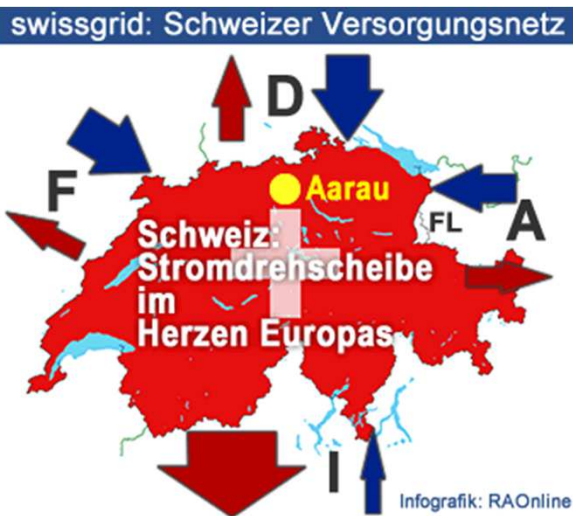 swissgrid: Schweizer Versorgungsnetz
D
F
Aarau
FL
A
Schweiz:
Stromdrehscheibe
im
Herzen Europas
I
Infografik: RAOnline